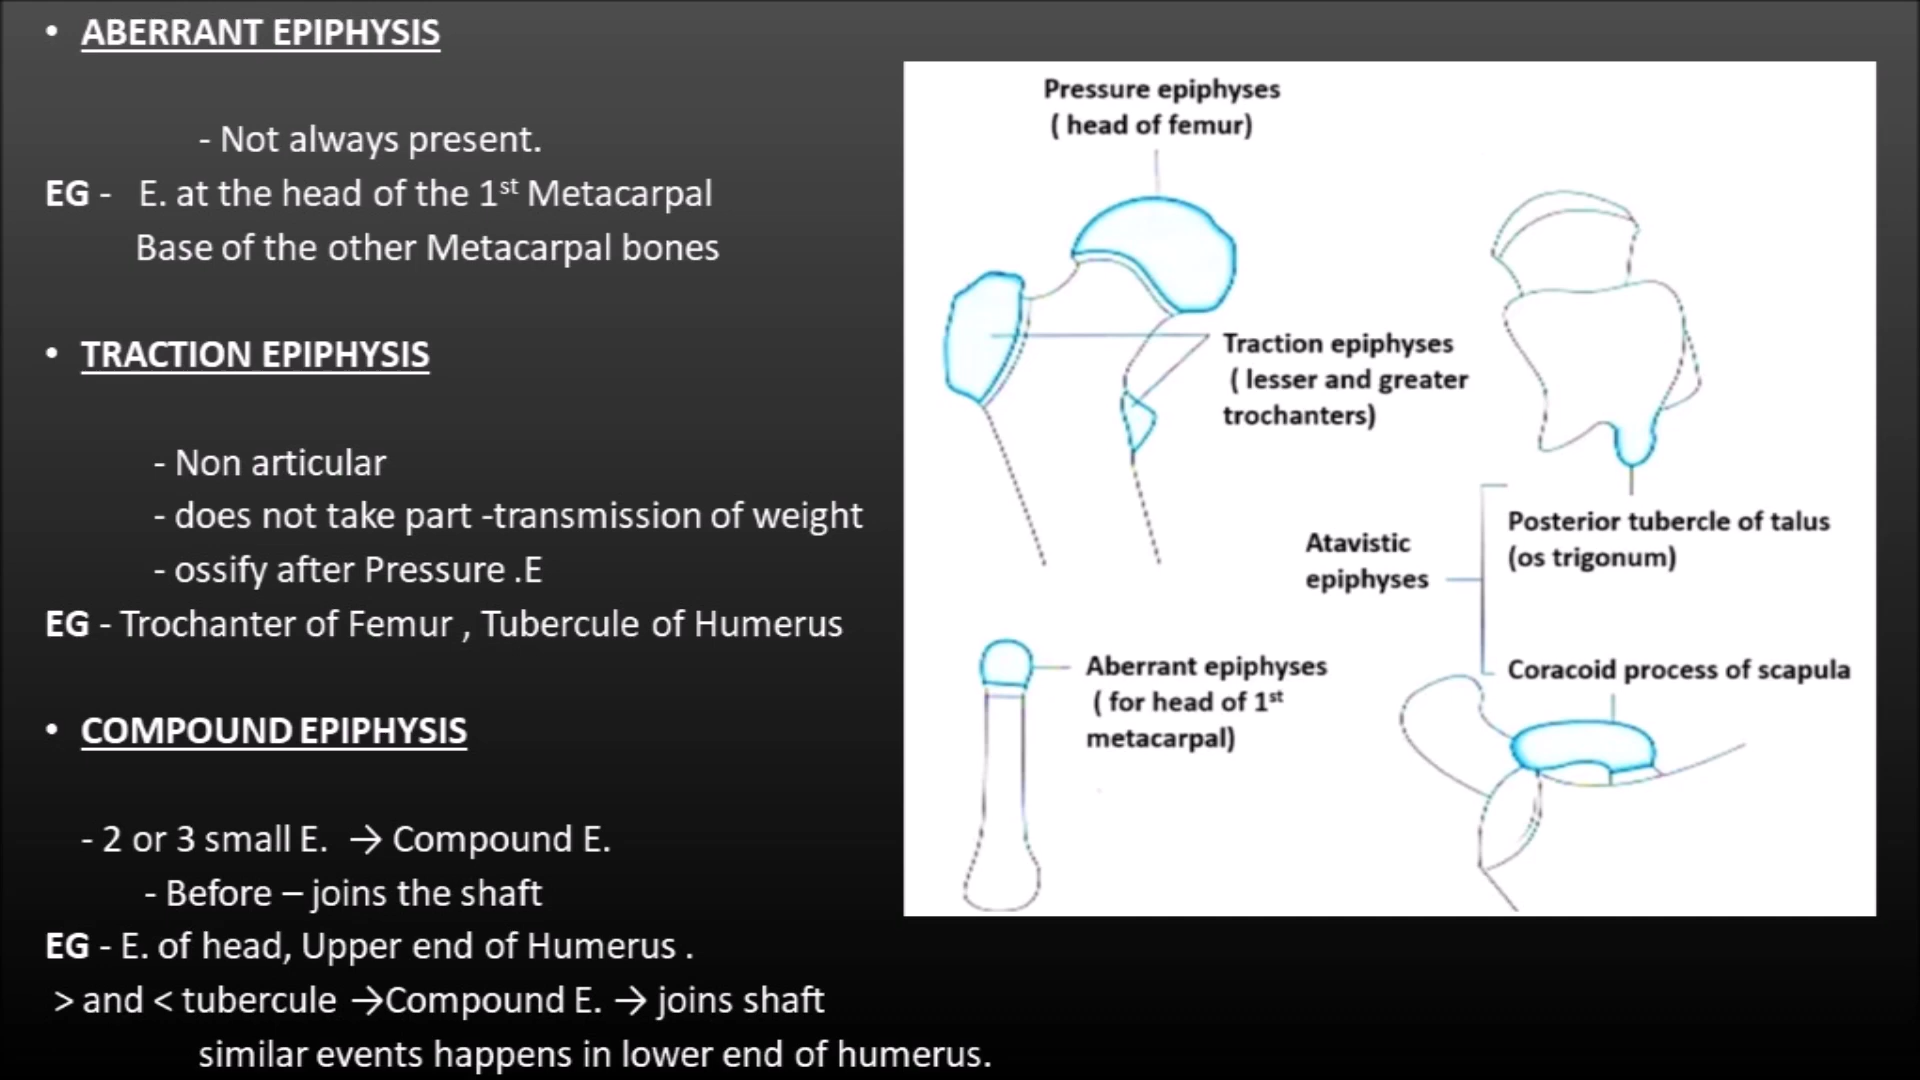 • ABERRANT EPIPHYSIS
- Not always present.
EG - E. at the head of the 1st Metacarpal
Base of the other Metacarpal bones
• TRACTION EPIPHYSIS
- Non articular
- does not take part -transmission of weight
- ossify after Pressure .E
EG - Trochanter of Femur , Tubercule of Humerus
• COMPOUND EPIPHYSIS
- 2 or 3 small E. → Compound E.
- Before – joins the shaft
EG - E. of head, Upper end of Humerus .
> and < tubercule →Compound E. → joins shaft
similar events happens in lower end of humerus.
Pressure epiphyses
( head of femur)
Traction epiphyses
( lesser and greater
trochanters)
Posterior tubercle of talus
(os trigonum)
Atavistic
epiphyses
Coracoid process of scapula
Aberrant epiphyses
( for head of 1st
metacarpal)